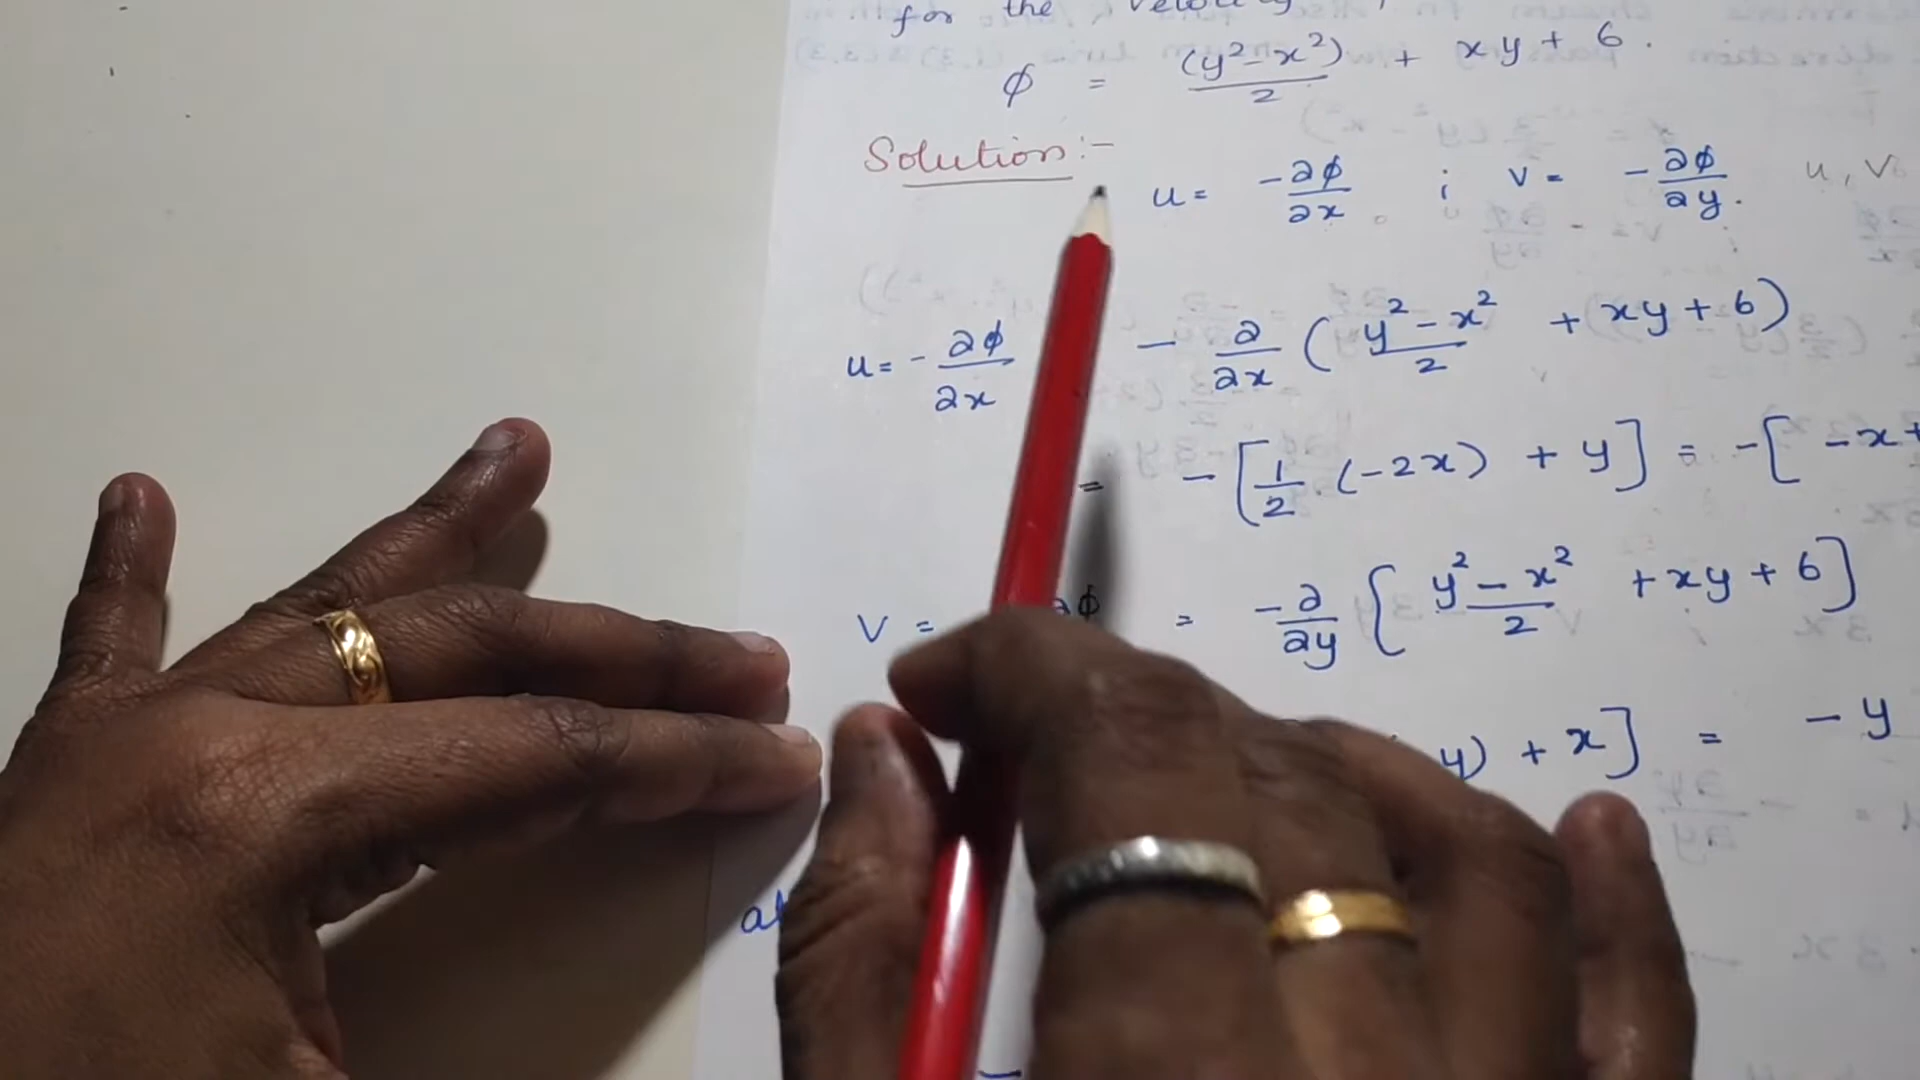 for the
ϕ = (y²-x²)/2 + xy + 6.
Solution:-
u = -∂ϕ/∂x ; v = -∂ϕ/∂y. u, v
u = -∂ϕ/∂x - ∂/∂x ( y²-x²/2 + xy + 6)
= -[1/2 . (-2x) + y] = -[ -x+
v = ∂ϕ = -∂/∂y { y²-x²/2 + xy + 6]
y) + x] = -y